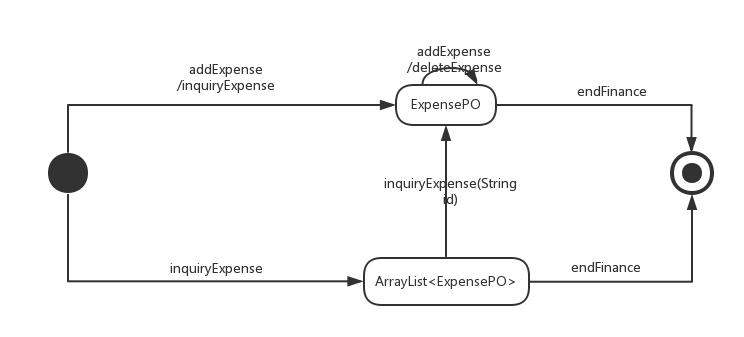 addExpense
/inquiryExpense
addExpense
/deleteExpense
ExpensePO
endFinance
inquiryExpense(String
id)
inquiryExpense
ArrayList<ExpensePO>
endFinance